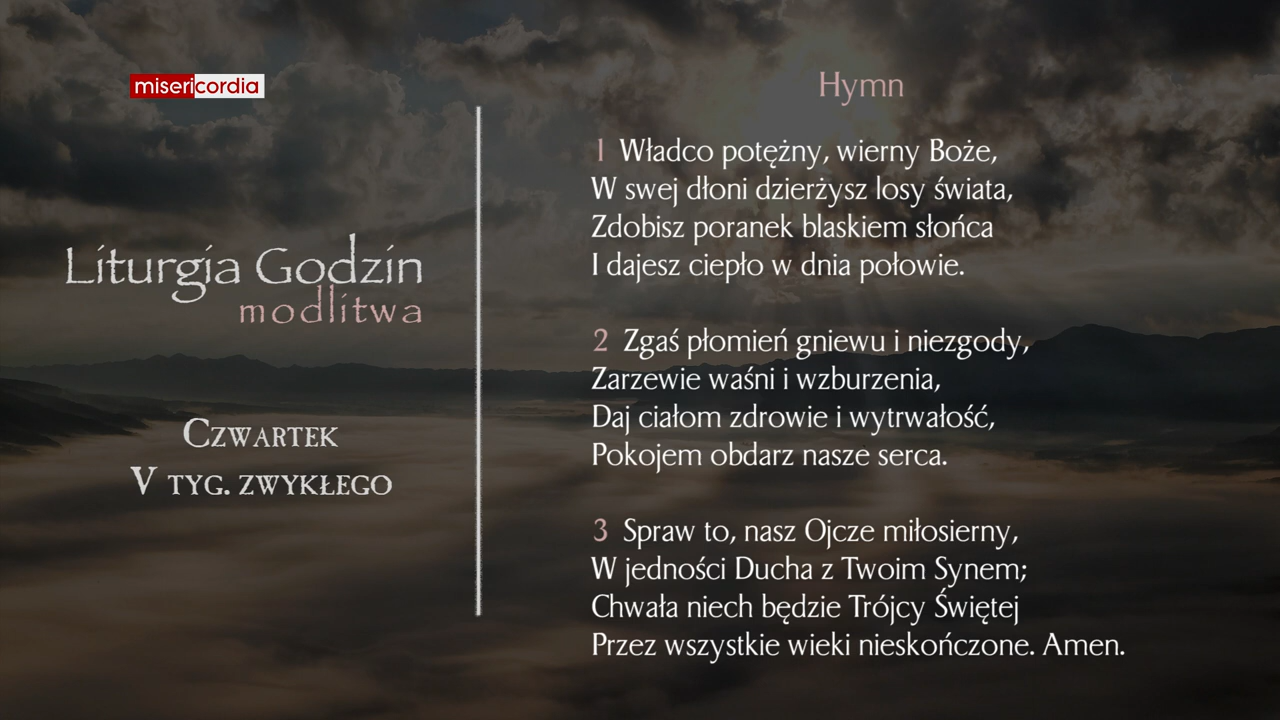 misericordia
Liturgia Godzin
modlitwa
Czwartek
V tyg. zwykłego
Hymn
1 Władco potężny, wierny Boże,
W swej dłoni dzierżysz losy świata,
Zdobisz poranek blaskiem słońca
I dajesz ciepło w dnia połowie.
2 Zgaś płomień gniewu i niezgody,
Zarzewie waśni i wzburzenia,
Daj ciałom zdrowie i wytrwałość,
Pokojem obdarz nasze serca.
3 Spraw to, nasz Ojcze miłosierny,
W jedności Ducha z Twoim Synem;
Chwała niech będzie Trójcy Świętej
Przez wszystkie wieki nieskończone. Amen.